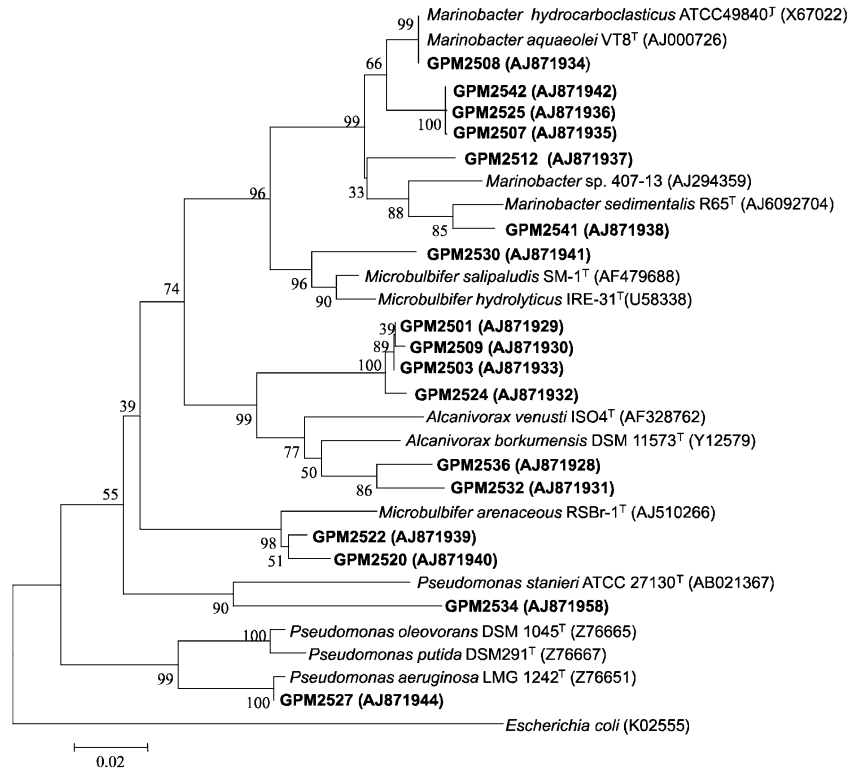 99 Marinobacter hydrocarboclasticus ATCC49840T (X67022)
Marinobacter aquaeolei VT8T (AJ000726)
GPM2508 (AJ871934)
66
GPM2542 (AJ871942)
GPM2525 (AJ871936)
99 100 GPM2507 (AJ871935)
GPM2512 (AJ871937)
Marinobacter sp. 407-13 (AJ294359)
96 33
Marinobacter sedimentalis R65T (AJ6092704)
88
85 GPM2541 (AJ871938)
GPM2530 (AJ871941)
Microbulbifer salipaludis SM-1T (AF479688)
96
74 90 Microbulbifer hydrolyticus IRE-31T(U58338)
39 GPM2501 (AJ871929)
89 GPM2509 (AJ871930)
100 GPM2503 (AJ871933)
GPM2524 (AJ871932)
39 99 Alcanivorax venusti ISO4T (AF328762)
Alcanivorax borkumensis DSM 11573T (Y12579)
77
50 GPM2536 (AJ871928)
86 GPM2532 (AJ871931)
55
Microbulbifer arenaceous RSBr-1T (AJ510266)
GPM2522 (AJ871939)
98
51 GPM2520 (AJ871940)
Pseudomonas stanieri ATCC 27130T (AB021367)
90 GPM2534 (AJ871958)
100 Pseudomonas oleovorans DSM 1045T (Z76665)
Pseudomonas putida DSM291T (Z76667)
99 Pseudomonas aeruginosa LMG 1242T (Z76651)
100 GPM2527 (AJ871944)
Escherichia coli (K02555)
0.02